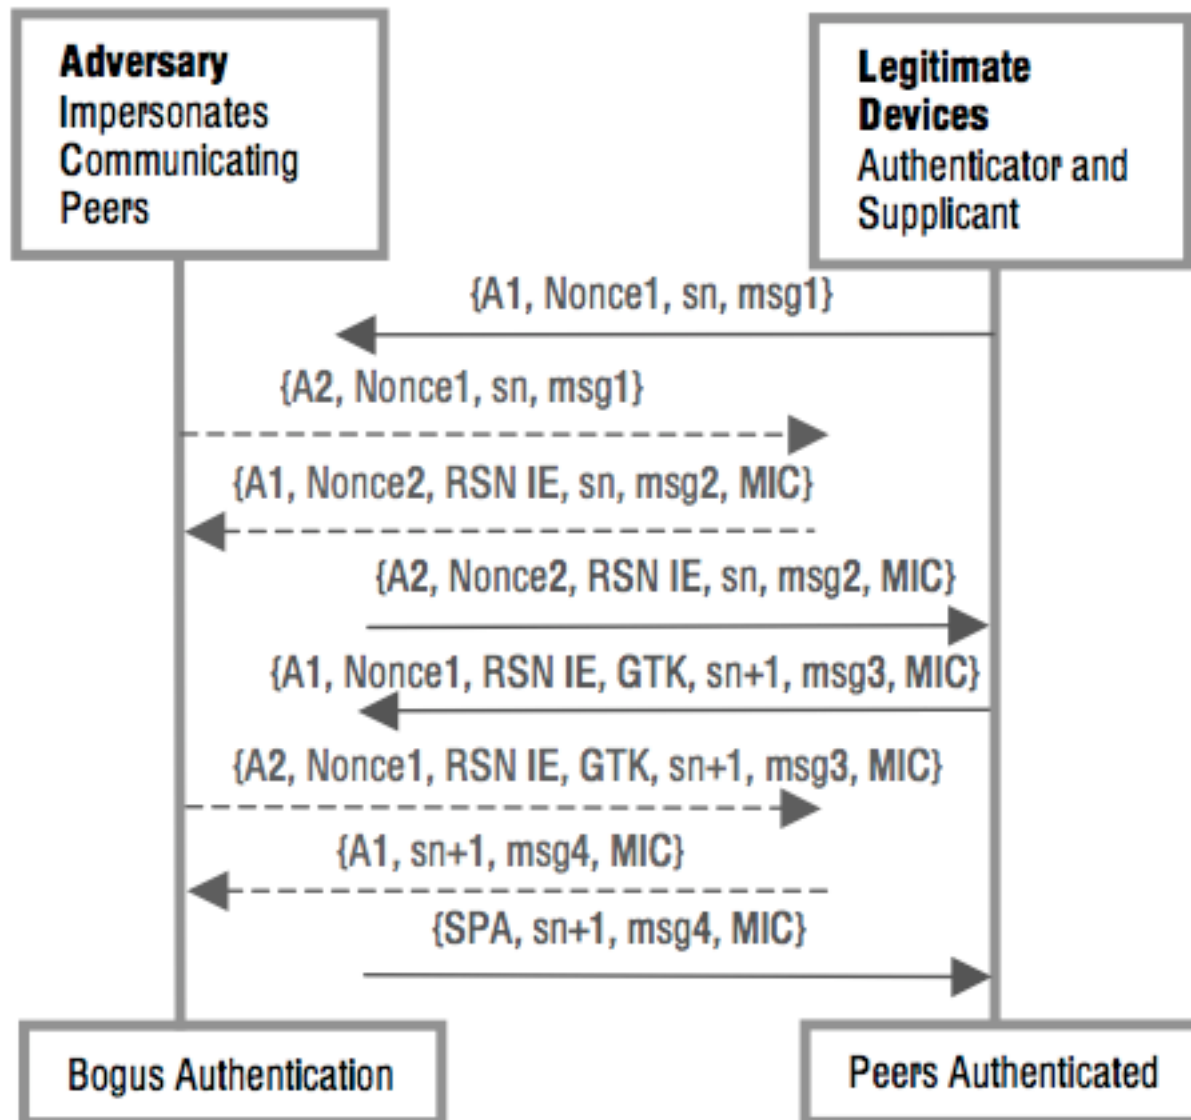 Adversary
Impersonates
Communicating
Peers
Legitimate
Devices
Authenticator and
Supplicant
{A1, Nonce1, sn, msg1}
{A2, Nonce1, sn, msg1}
{A1, Nonce2, RSN IE, sn, msg2, MIC}
{A2, Nonce2, RSN IE, sn, msg2, MIC}
{A1, Nonce1, RSN IE, GTK, sn+1, msg3, MIC}
{A2, Nonce1, RSN IE, GTK, sn+1, msg3, MIC}
{A1, sn+1, msg4, MIC}
{SPA, sn+1, msg4, MIC}
Bogus Authentication
Peers Authenticated